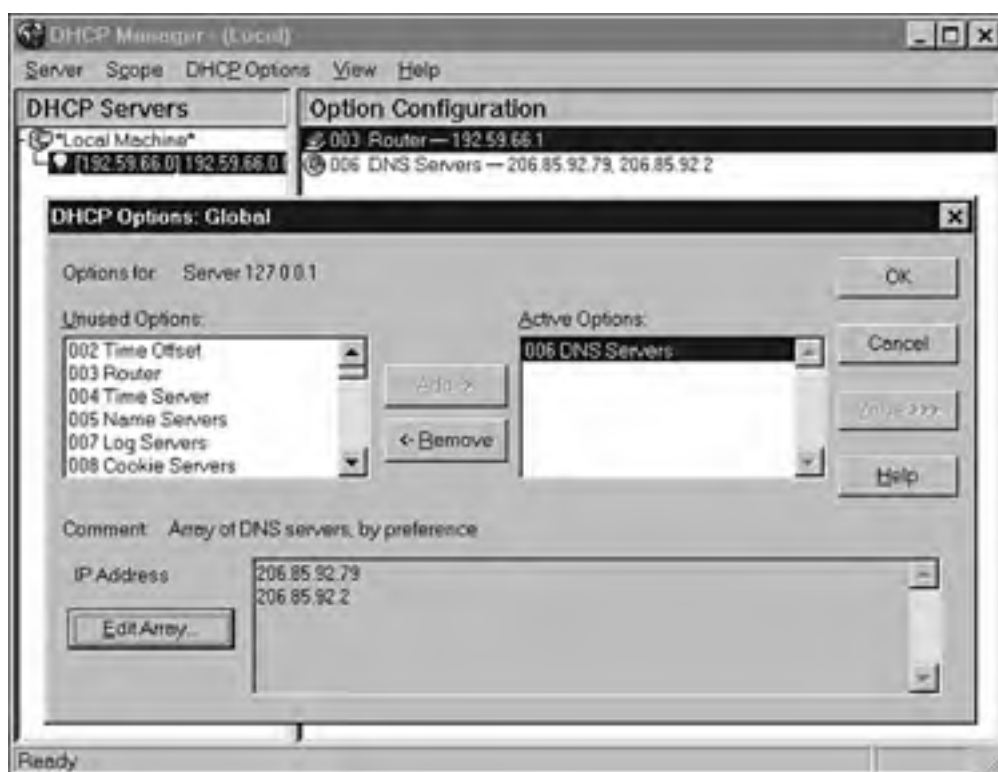 DHCP Manager - (Local)
Server Scope DHCP Options View Help
DHCP Servers
Option Configuration
*Local Machine*
[192.59.66.0] 192.59.66.0
003 Router — 192.59.66.1
006 DNS Servers — 206.85.92.79, 206.85.92.2
DHCP Options: Global
Options for Server 127.0.0.1
OK
Unused Options:
002 Time Offset
003 Router
004 Time Server
005 Name Servers
007 Log Servers
008 Cookie Servers
Add ->
<- Remove
Active Options:
006 DNS Servers
Cancel
Value >>>
Help
Comment Array of DNS servers, by preference
IP Address
206.85.92.79
206.85.92.2
Edit Array...
Ready